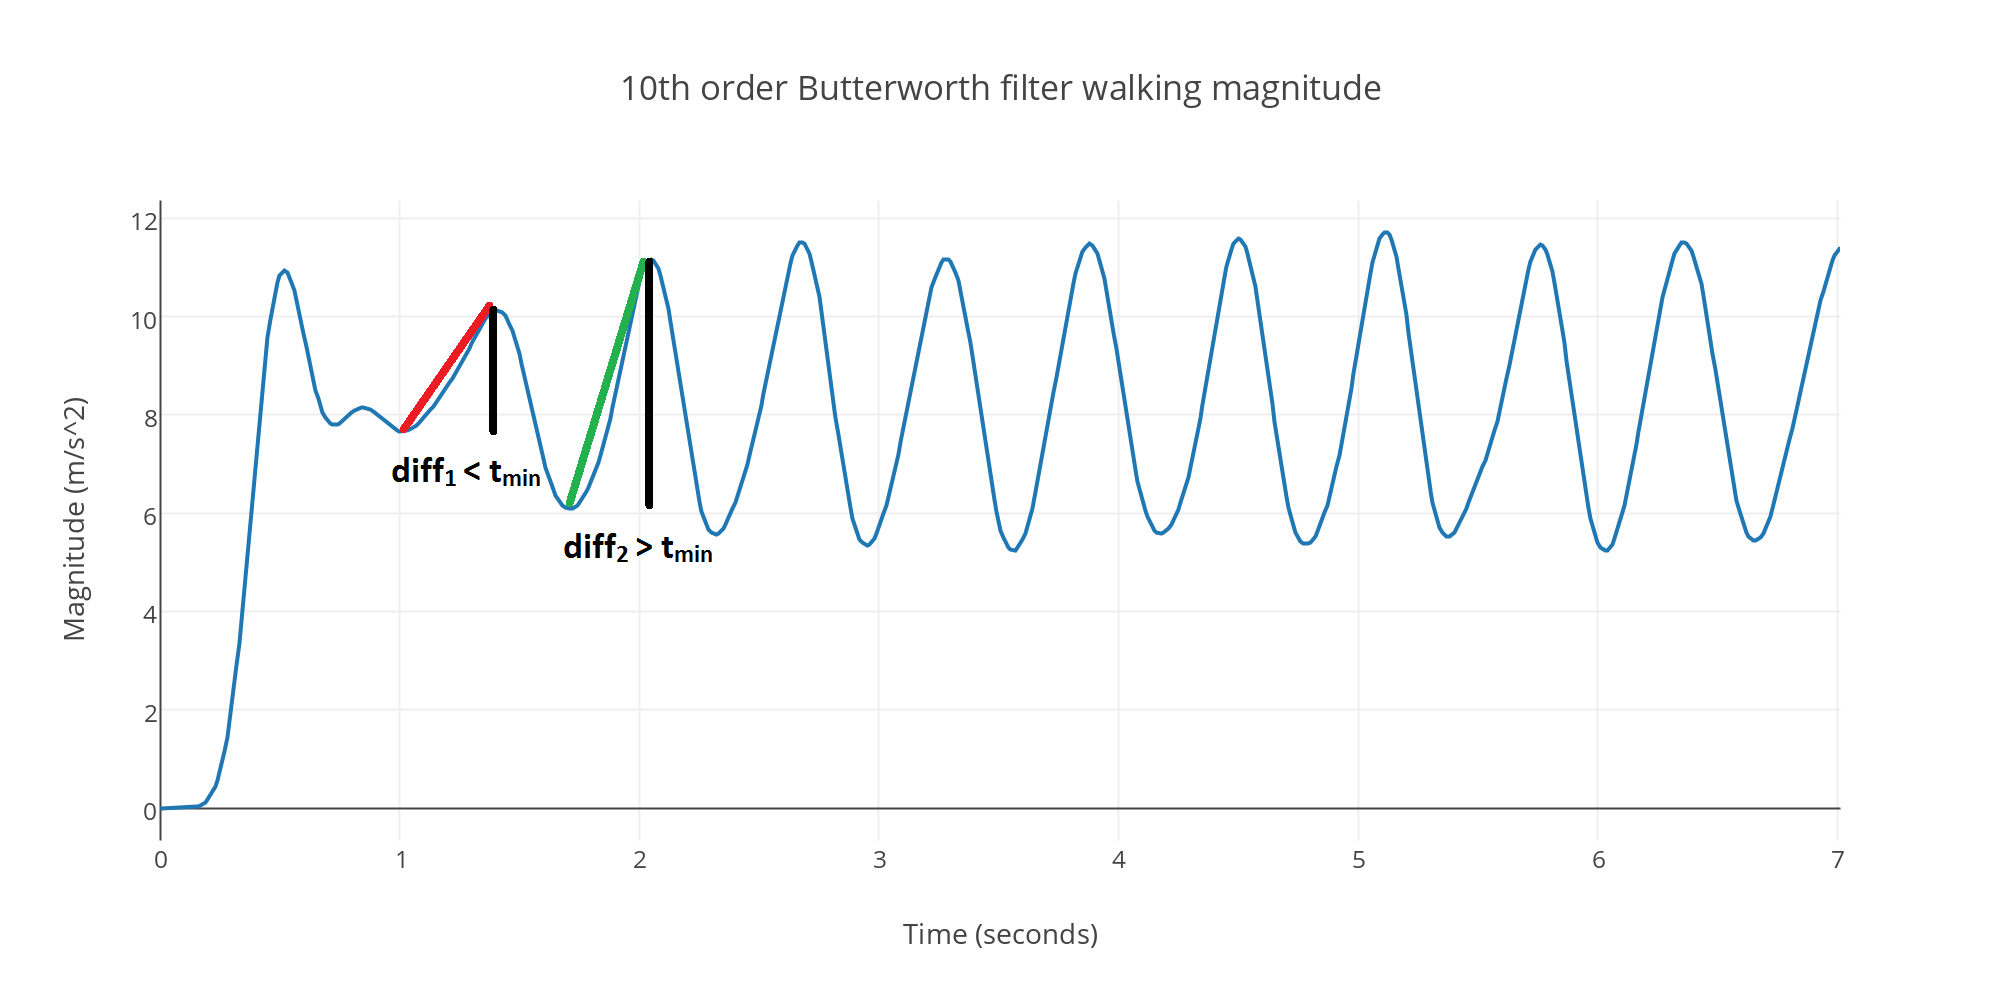 10th order Butterworth filter walking magnitude
Magnitude (m/s^2)
12
10
8
6
4
2
0
diff₁ < tmin
diff₂ > tmin
0 1 2 3 4 5 6 7
Time (seconds)